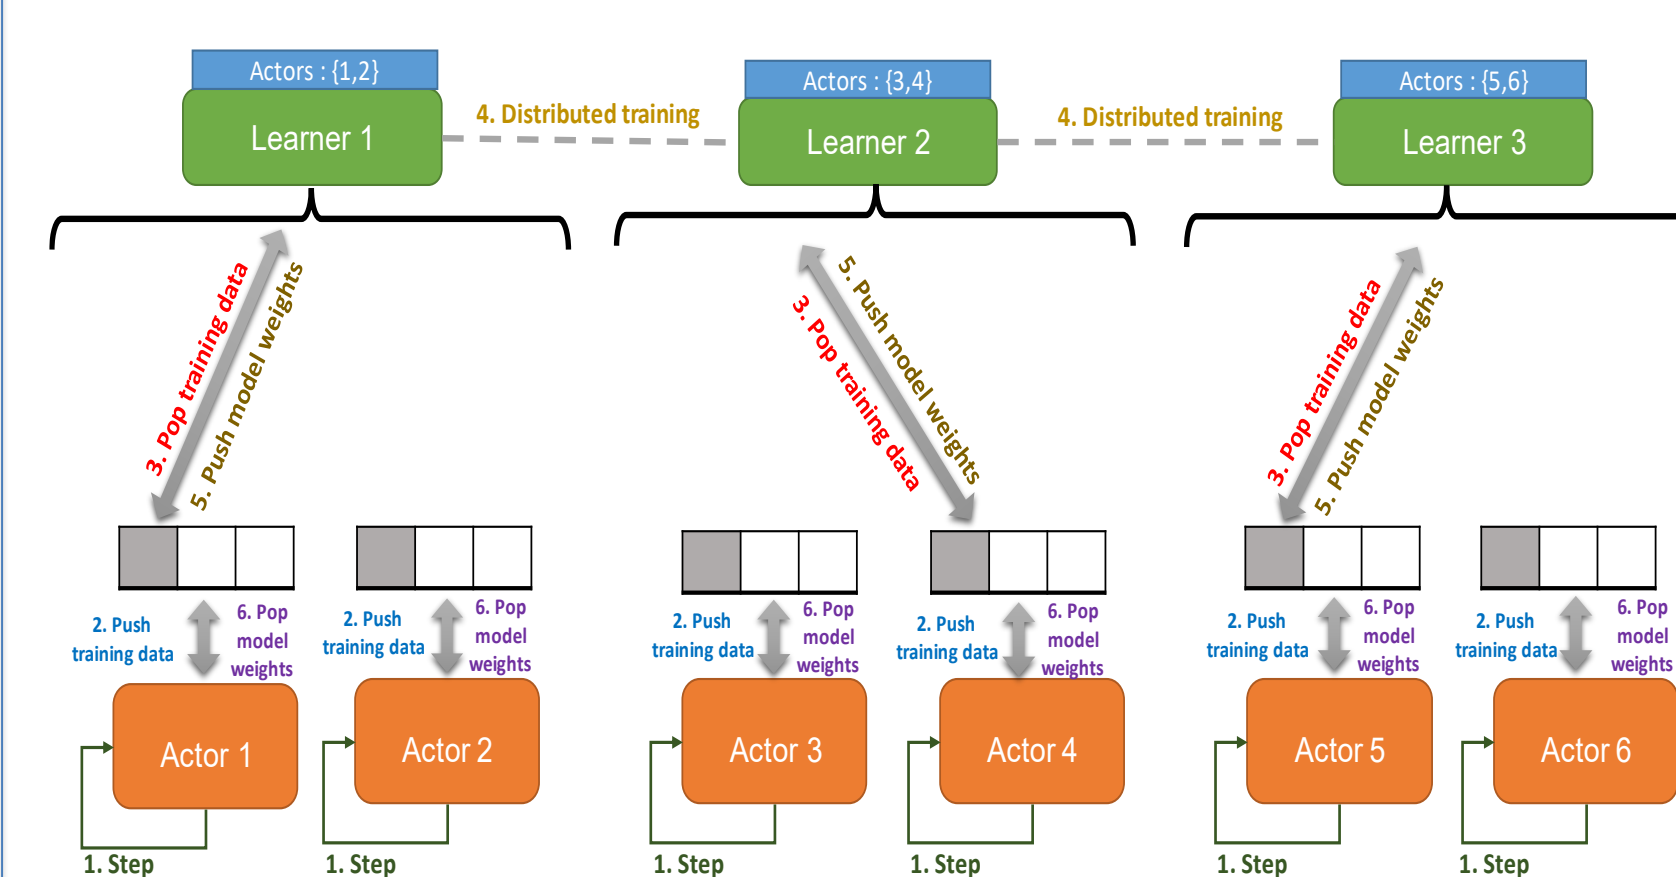 Actors : {1,2}
Actors : {3,4}
Actors : {5,6}
Learner 1
4. Distributed training
Learner 2
4. Distributed training
Learner 3
3. Pop training data
5. Push model weights
5. Push model weights
3. Pop training data
3. Pop training data
5. Push model weights
2. Push
training data
6. Pop
model
weights
2. Push
training data
6. Pop
model
weights
2. Push
training data
6. Pop
model
weights
2. Push
training data
6. Pop
model
weights
2. Push
training data
6. Pop
model
weights
2. Push
training data
6. Pop
model
weights
Actor 1
Actor 2
Actor 3
Actor 4
Actor 5
Actor 6
1. Step
1. Step
1. Step
1. Step
1. Step
1. Step